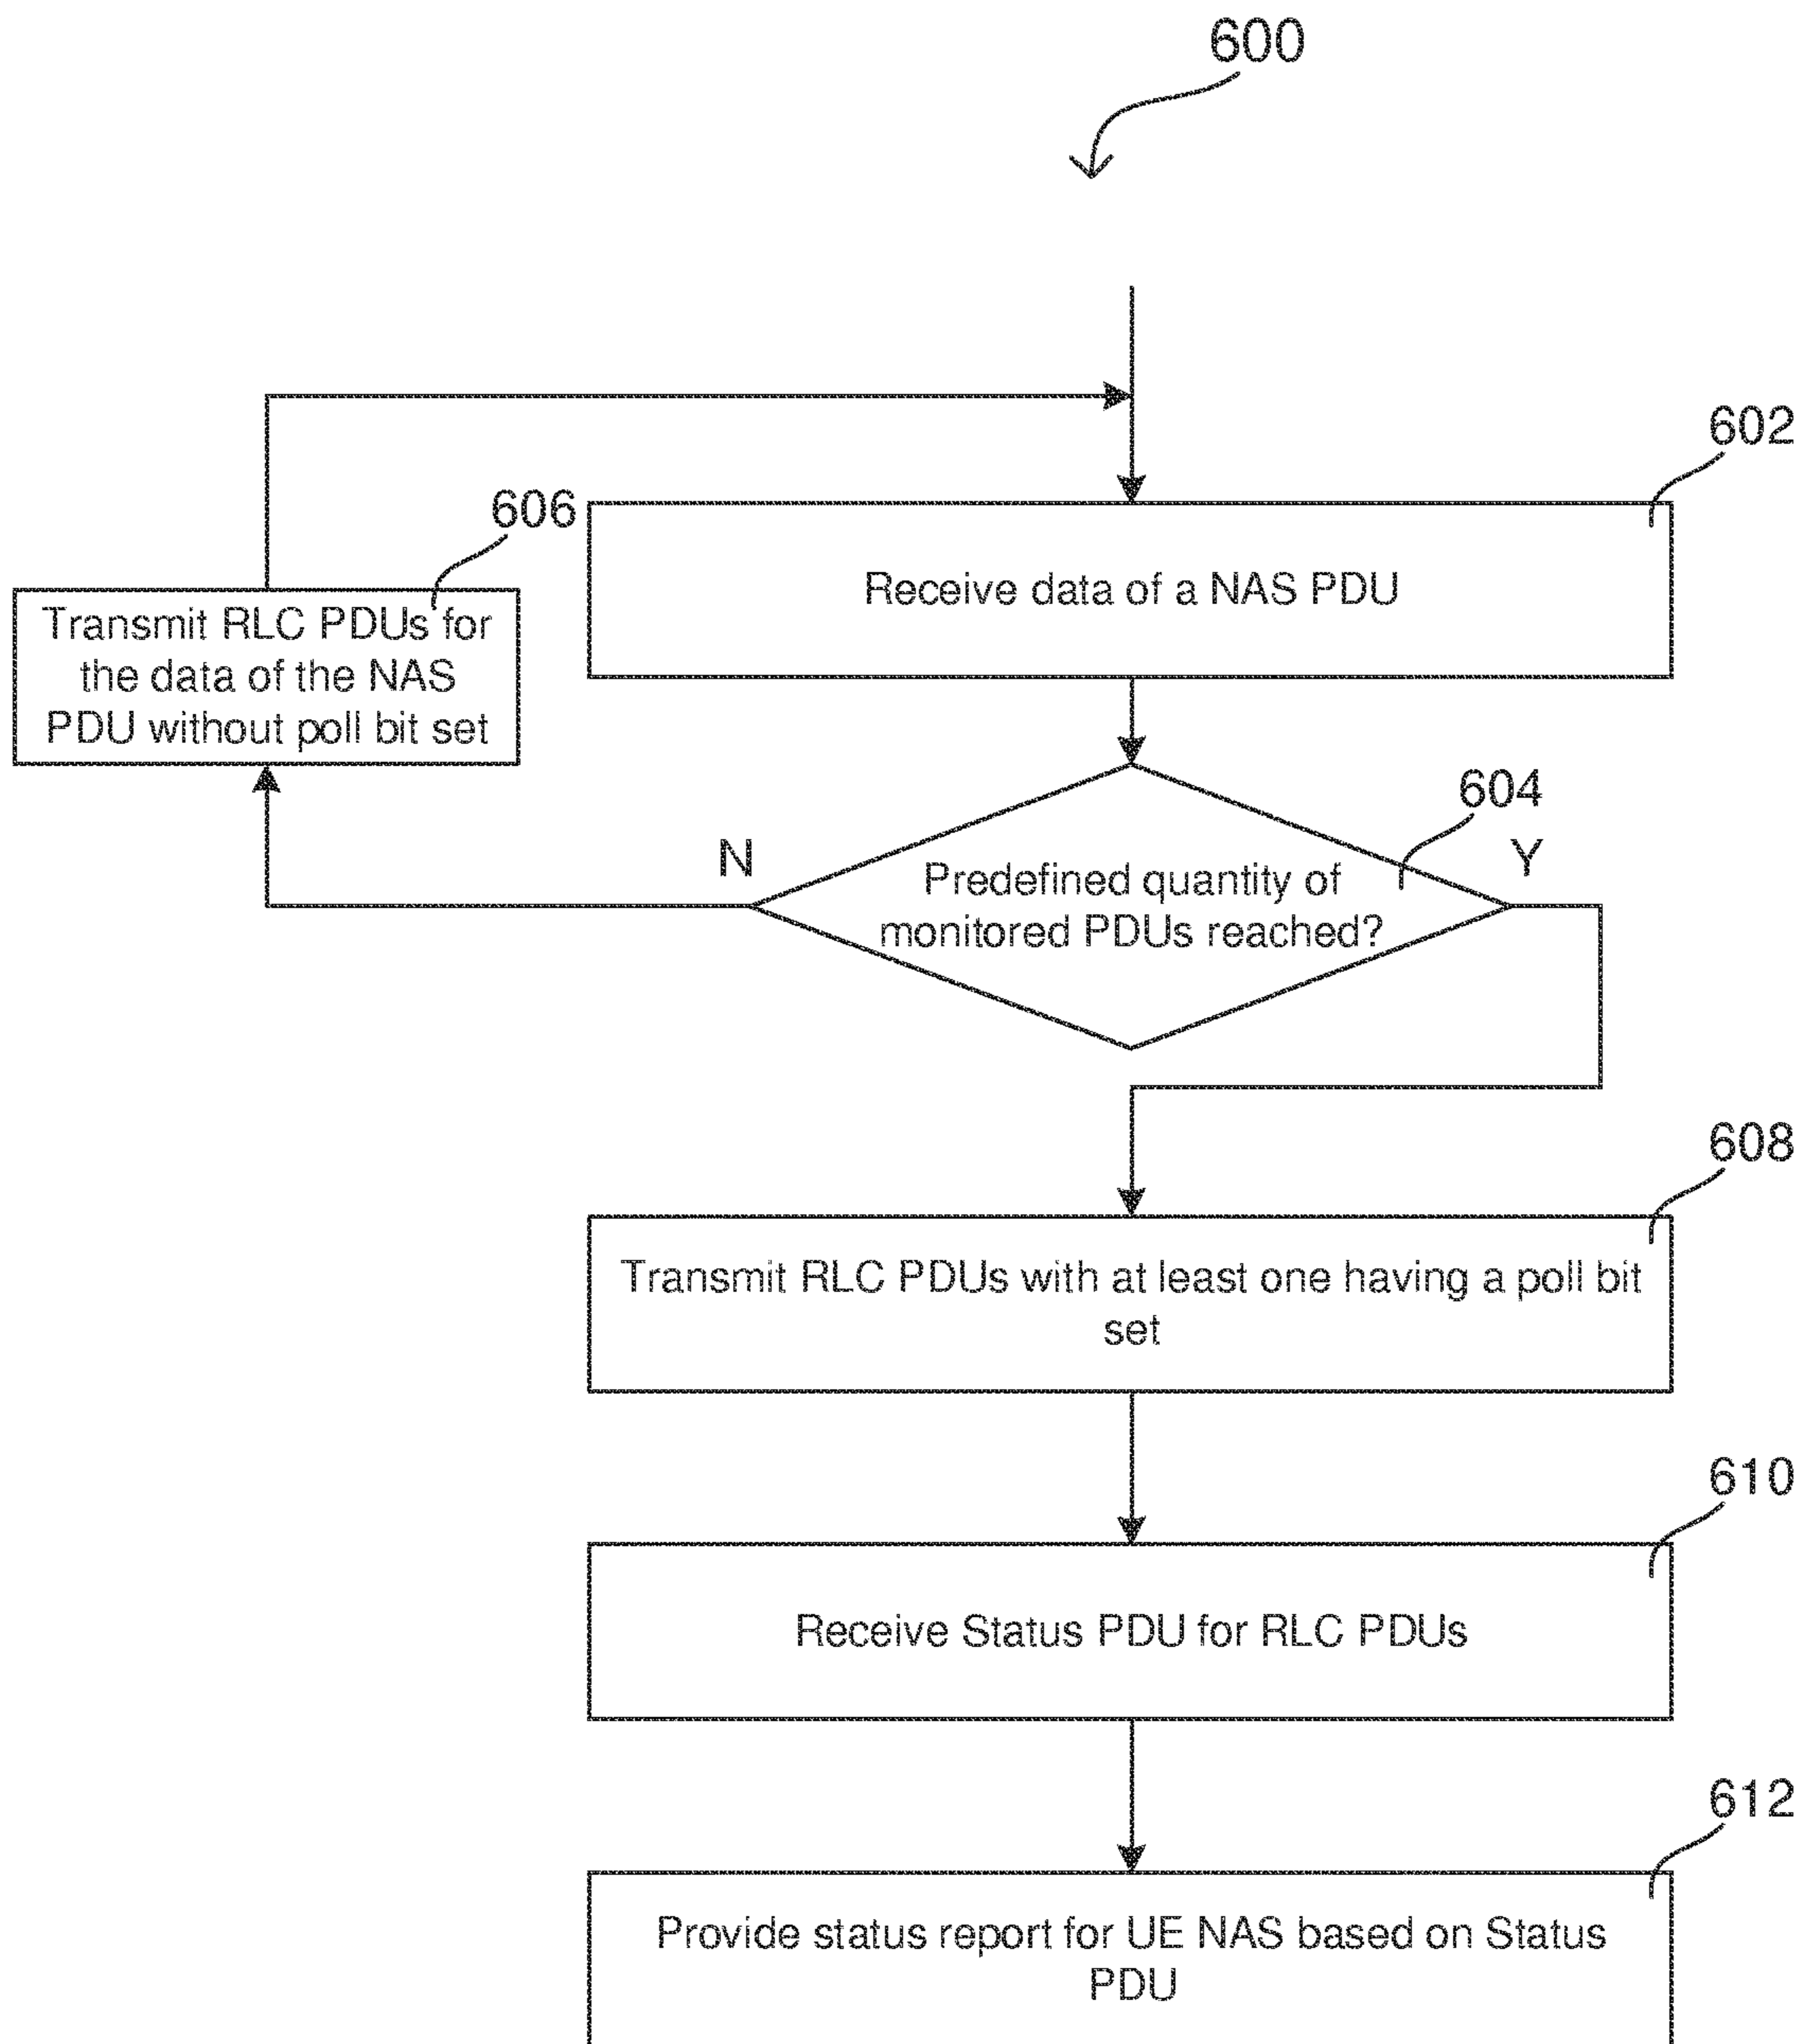 600
602
606
Receive data of a NAS PDU
Transmit RLC PDUs for
the data of the NAS
PDU without poll bit set
604
N
Y
Predefined quantity of
monitored PDUs reached?
608
Transmit RLC PDUs with at least one having a poll bit
set
610
Receive Status PDU for RLC PDUs
612
Provide status report for UE NAS based on Status
PDU